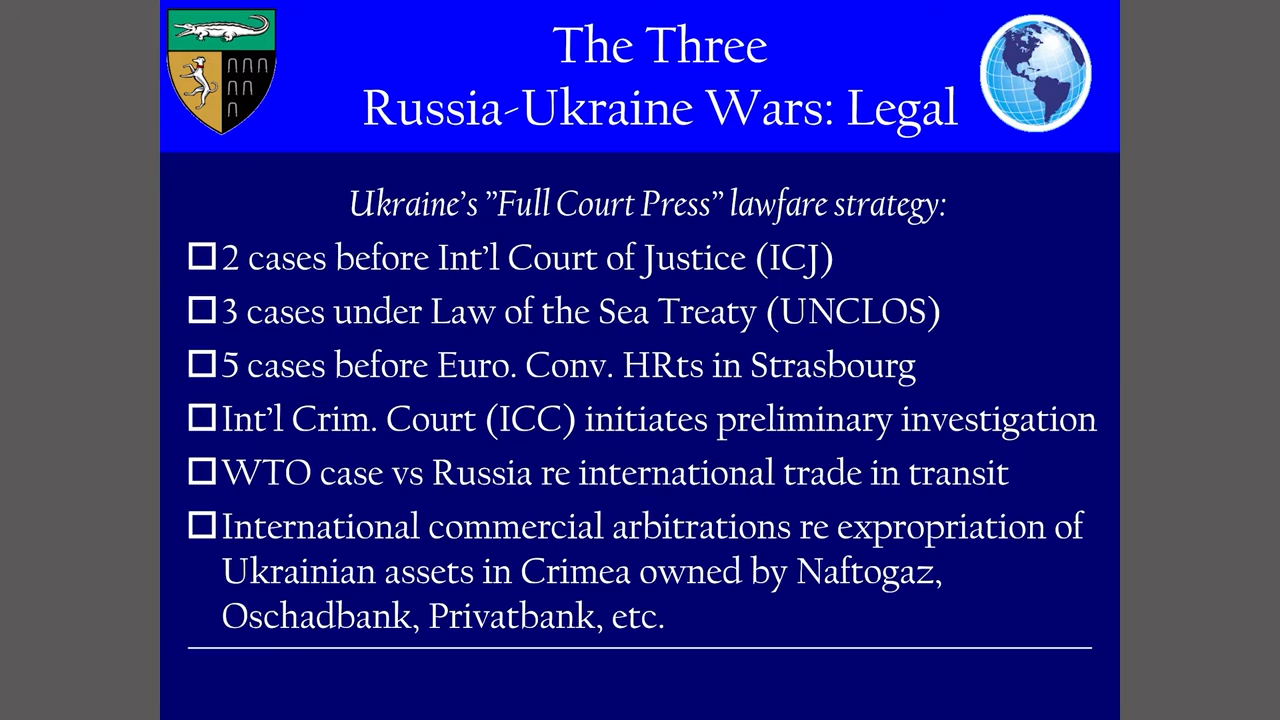 The Three
Russia-Ukraine Wars: Legal
Ukraine's "Full Court Press" lawfare strategy:
2 cases before Int'l Court of Justice (ICJ)
3 cases under Law of the Sea Treaty (UNCLOS)
5 cases before Euro. Conv. HRts in Strasbourg
Int'l Crim. Court (ICC) initiates preliminary investigation
WTO case vs Russia re international trade in transit
International commercial arbitrations re expropriation of
Ukrainian assets in Crimea owned by Naftogaz,
Oschadbank, Privatbank, etc.